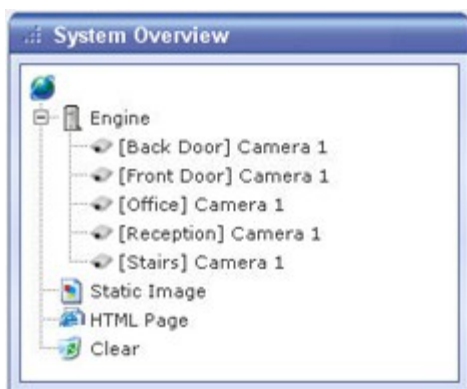 System Overview
Engine
[Back Door] Camera 1
[Front Door] Camera 1
[Office] Camera 1
[Reception] Camera 1
[Stairs] Camera 1
Static Image
HTML Page
Clear